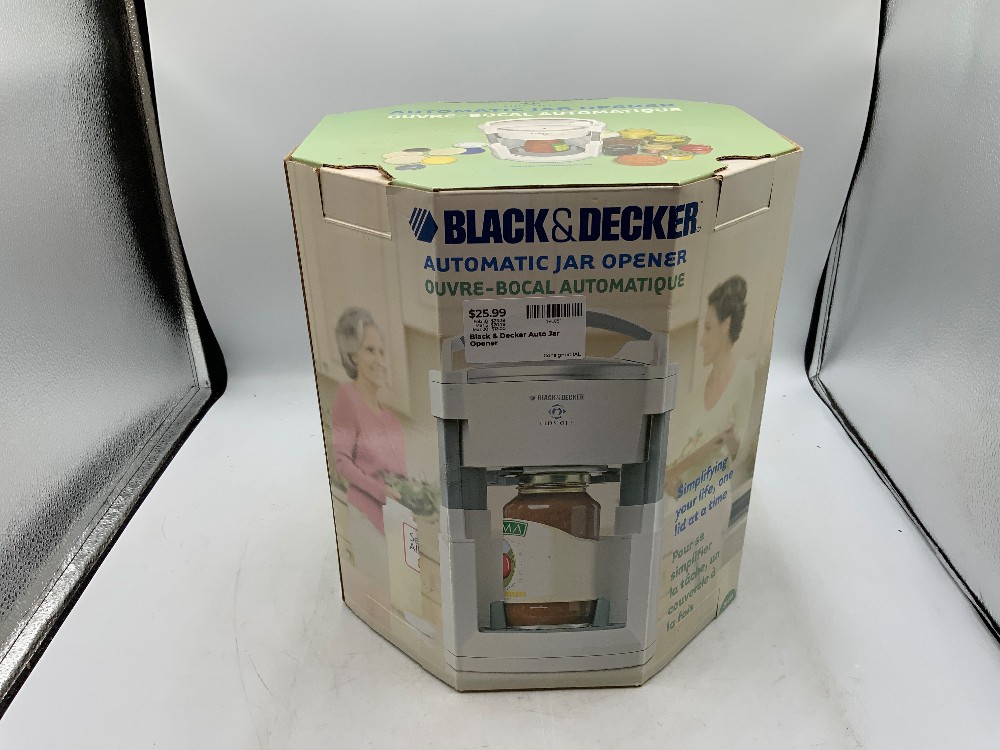 AUTOMATIC JAR OPENER
OUVRE-BOCAL AUTOMATIQUE
BLACK&DECKER
AUTOMATIC JAR OPENER
OUVRE-BOCAL AUTOMATIQUE
$25.99
Black & Decker Auto Jar
Opener
BLACK&DECKER
LIDS OFF
Simplifying
your life, one
lid at a time
Pour se
simplifier
la tâche, un
couvercle à
la fois